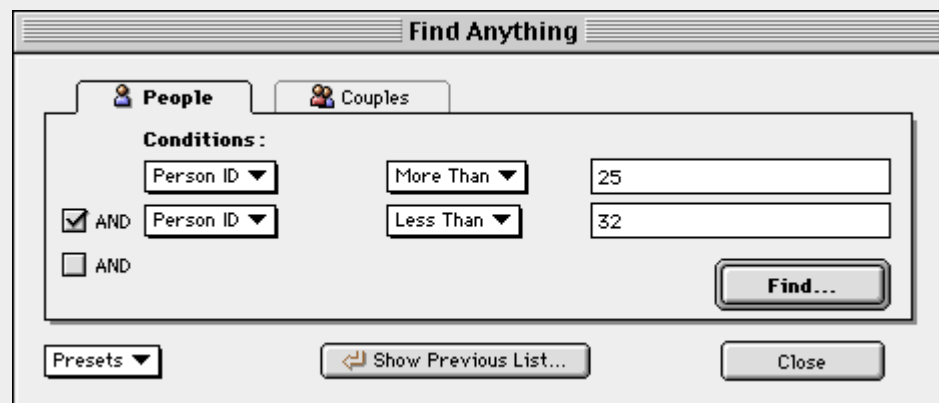 Find Anything
People Couples
Conditions:
Person ID More Than 25
AND Person ID Less Than 32
AND
Find...
Presets Show Previous List... Close